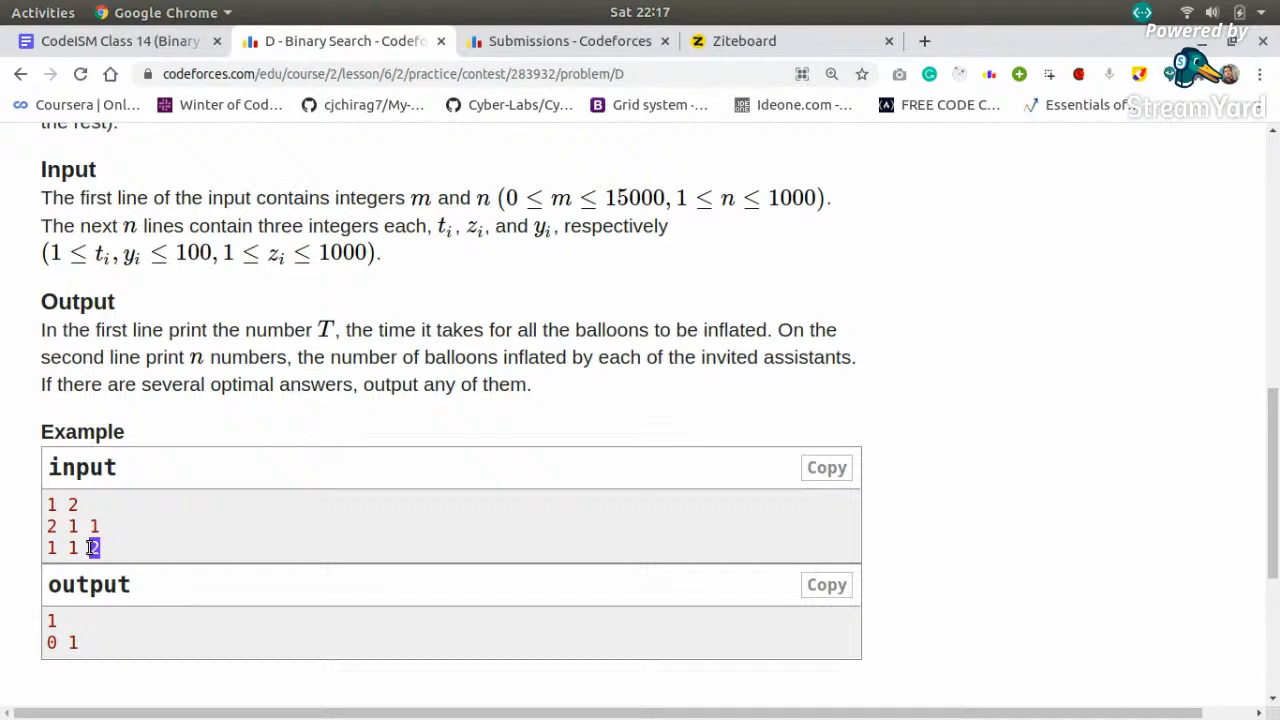 Activities Google Chrome Sat 22:17
CodeISM Class 14 (Binary D - Binary Search - Codefo Submissions - Codeforces Ziteboard
Powered by
codeforces.com/edu/course/2/lesson/6/2/practice/contest/283932/problem/D
Coursera | Onl... Winter of Cod... cjchirag7/My-... Cyber-Labs/Cy... Grid system -... Ideone.com -... FREE CODE C... Essentials of
StreamYard
the rest).
Input
The first line of the input contains integers m and n (0 ≤ m ≤ 15000, 1 ≤ n ≤ 1000).
The next n lines contain three integers each, tᵢ, zᵢ, and yᵢ, respectively
(1 ≤ tᵢ, yᵢ ≤ 100, 1 ≤ zᵢ ≤ 1000).
Output
In the first line print the number T, the time it takes for all the balloons to be inflated. On the
second line print n numbers, the number of balloons inflated by each of the invited assistants.
If there are several optimal answers, output any of them.
Example
input Copy
1 2
2 1 1
1 1 2
output Copy
1
0 1